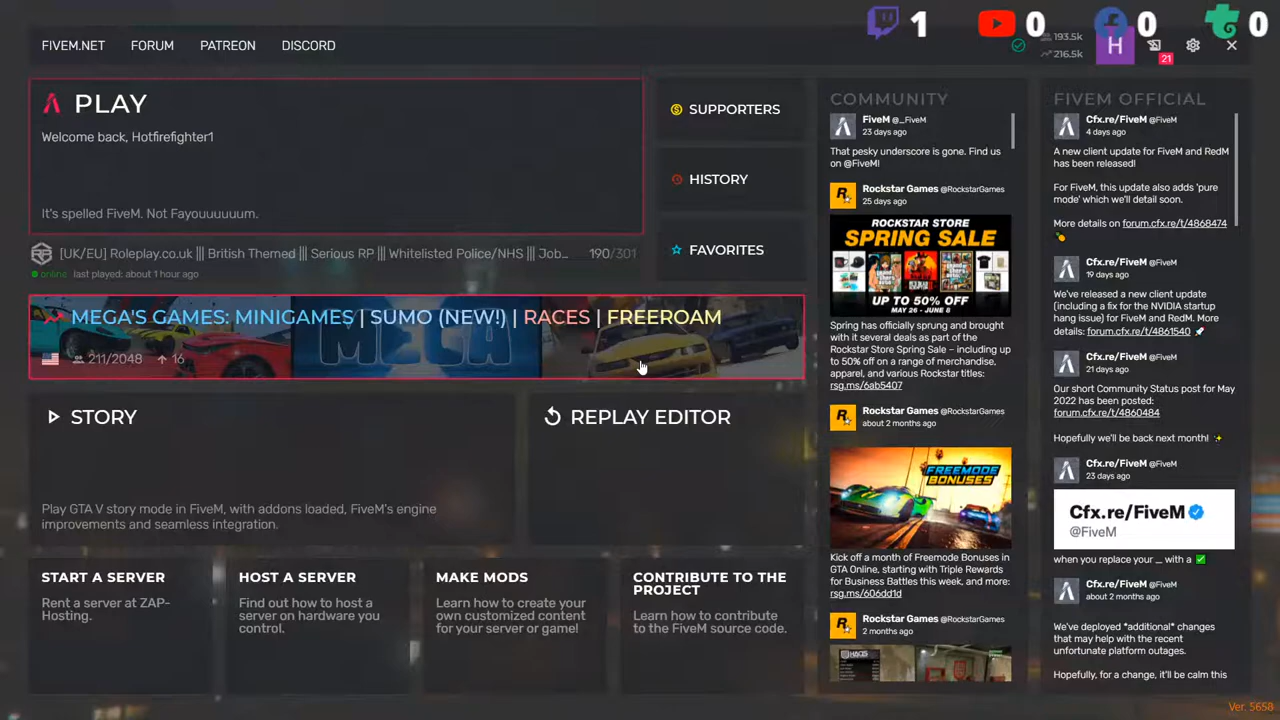 1
0
0
0
FIVEM.NET
FORUM
PATREON
DISCORD
193.5k
216.5k
H
21
PLAY
Welcome back, Hotfirefighter1
It's spelled FiveM. Not Fayouuuuuum.
[UK/EU] Roleplay.co.uk ||| British Themed ||| Serious RP ||| Whitelisted Police/NHS ||| Job... 190/301
online last played: about 1 hour ago
SUPPORTERS
HISTORY
FAVORITES
MEGA'S GAMES: MINIGAMES | SUMO (NEW!) | RACES | FREEROAM
MEGA
211/2048 16
STORY
Play GTA V story mode in FiveM, with addons loaded, FiveM's engine
improvements and seamless integration.
REPLAY EDITOR
START A SERVER
Rent a server at ZAP-
Hosting.
HOST A SERVER
Find out how to host a
server on hardware you
control.
MAKE MODS
Learn how to create your
own customized content
for your server or game!
CONTRIBUTE TO THE
PROJECT
Learn how to contribute
to the FiveM source code.
COMMUNITY
FiveM @_FiveM
23 days ago
That pesky underscore is gone. Find us
on @FiveM!
Rockstar Games @RockstarGames
25 days ago
ROCKSTAR STORE
SPRING SALE
MAY 26 - JUNE 8
UP TO 50% OFF
Spring has officially sprung and brought
with it several deals as part of the
Rockstar Store Spring Sale – including
up to 50% off a range of merchandise,
apparel, and various Rockstar titles:
rsg.ms/6ab5407
Rockstar Games @RockstarGames
about 2 months ago
FREEMODE
BONUSES
Kick off a month of Freemode Bonuses in
GTA Online, starting with Triple Rewards
for Business Battles this week, and more:
rsg.ms/606dd1d
Rockstar Games @RockstarGames
2 months ago
FIVEM OFFICIAL
Cfx.re/FiveM @FiveM
4 days ago
A new client update for FiveM and RedM
has been released!
For FiveM, this update also adds 'pure
mode' which we'll detail soon.
More details on forum.cfx.re/t/4868474
Cfx.re/FiveM @FiveM
19 days ago
We've released a new client update
(including a fix for the NVIDIA startup
hang issue) for FiveM and RedM. More
details: forum.cfx.re/t/4861540
Cfx.re/FiveM @FiveM
21 days ago
Our short Community Status post for May
2022 has been posted:
forum.cfx.re/t/4860484
Hopefully we'll be back next month!
Cfx.re/FiveM @FiveM
23 days ago
Cfx.re/FiveM
@FiveM
when you replace your _ with a
Cfx.re/FiveM @FiveM
about 2 months ago
We've deployed *additional* changes
that may help with the recent
unfortunate platform outages.
Hopefully, for a change, it'll be calm this
Ver. 5658